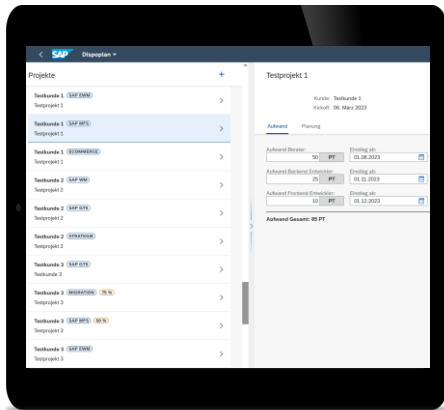 SAP Dispoplan
Projekte +
Testkunde 1 SAP EWM
Testprojekt 1
Testkunde 1 SAP MFS
Testprojekt 1
Testkunde 1 ECOMMERCE
Testprojekt 1
Testkunde 2 SAP WM
Testprojekt 2
Testkunde 2 SAP GTS
Testprojekt 2
Testkunde 2 STRATEGIE
Testprojekt 2
Testkunde 3 SAP GTS
Testkunde 3
Testkunde 3 MIGRATION 75 %
Testprojekt 3
Testkunde 3 SAP MFS 50 %
Testprojekt 3
Testkunde 3 SAP EWM
Testprojekt 3
Testprojekt 1
Kunde: Testkunde 1
Kickoff: 06. März 2023
Aufwand Planung
Aufwand Berater: Einstieg ab:
50 PT 01.08.2023
Aufwand Backend Entwickler: Einstieg ab:
25 PT 01.11.2023
Aufwand Frontend Entwickler: Einstieg ab:
10 PT 01.12.2023
Aufwand Gesamt: 85 PT